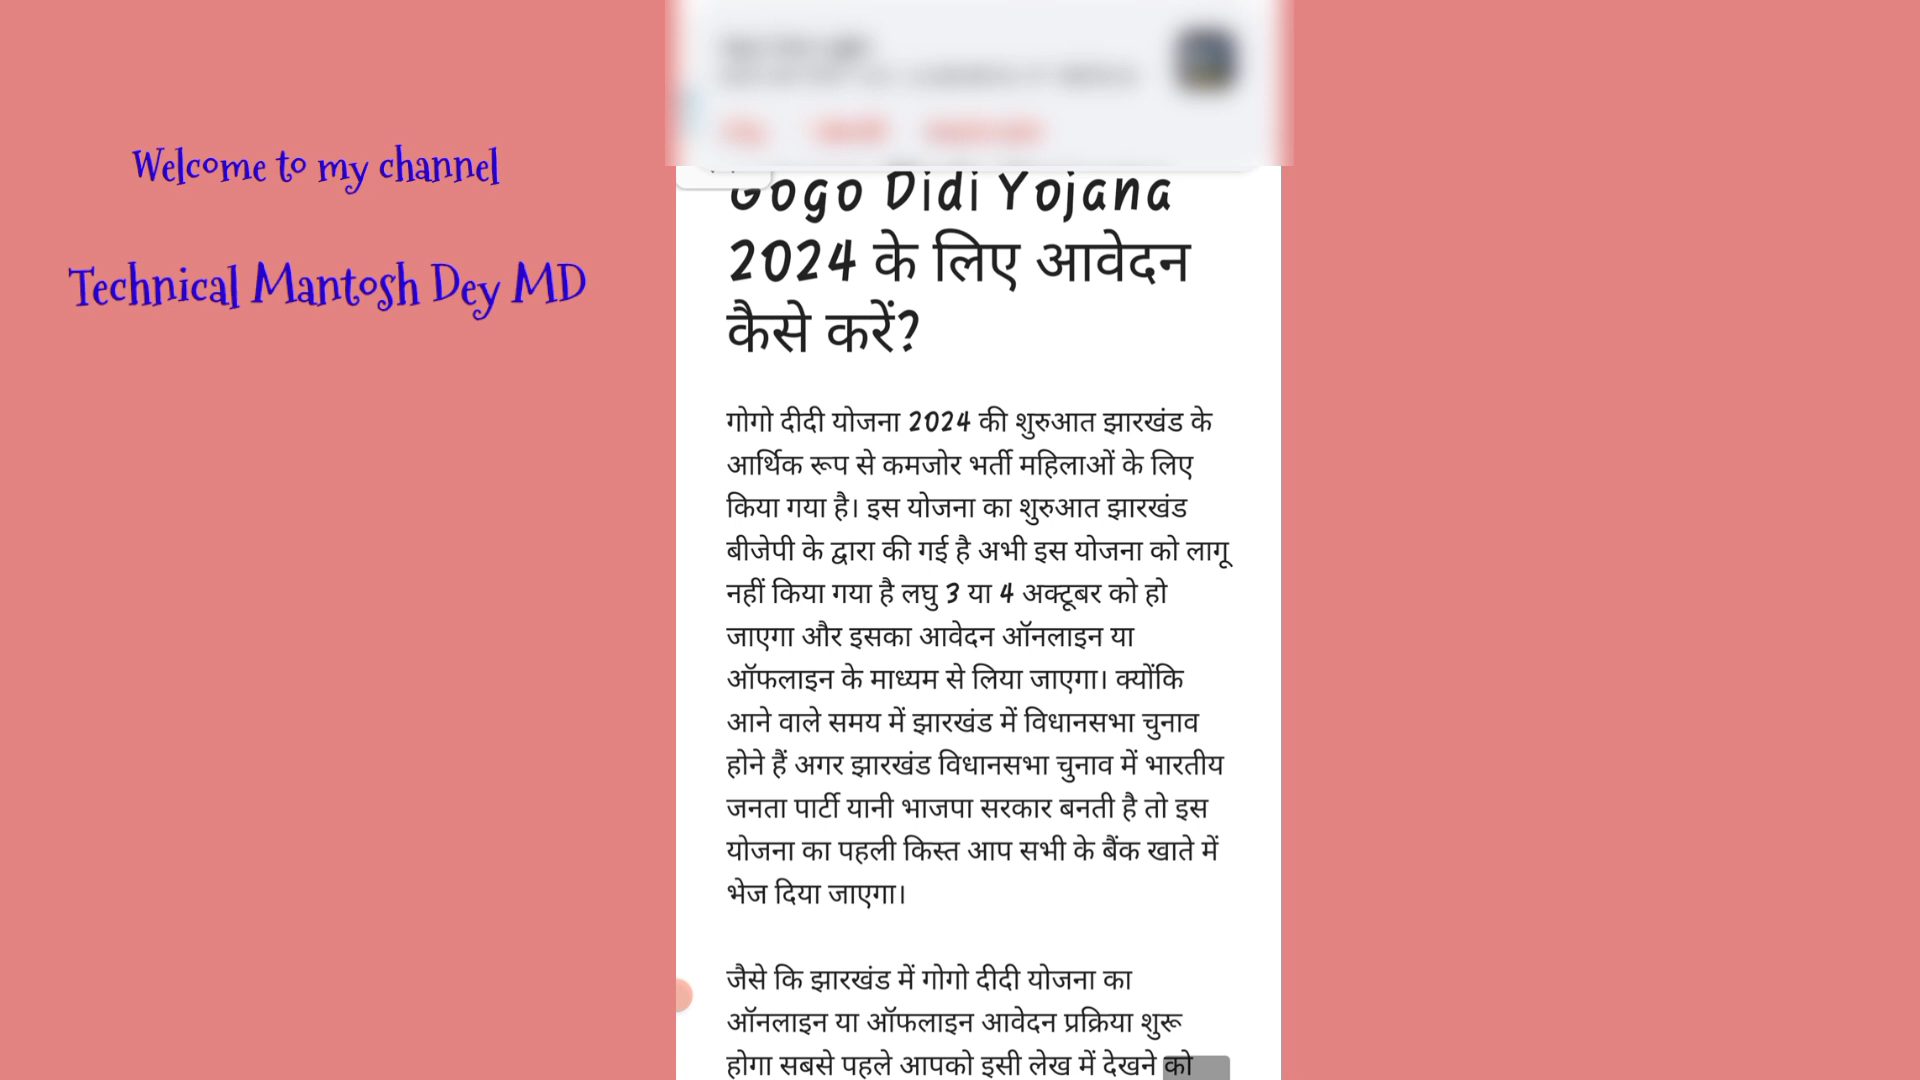 Welcome to my channel
Technical Mantosh Dey MD
Gogo Didi Yojana
2024 के लिए आवेदन
कैसे करें?
गोगो दीदी योजना 2024 की शुरुआत झारखंड के
आर्थिक रूप से कमजोर भर्ती महिलाओं के लिए
किया गया है। इस योजना का शुरुआत झारखंड
बीजेपी के द्वारा की गई है अभी इस योजना को लागू
नहीं किया गया है लघु 3 या 4 अक्टूबर को हो
जाएगा और इसका आवेदन ऑनलाइन या
ऑफलाइन के माध्यम से लिया जाएगा। क्योंकि
आने वाले समय में झारखंड में विधानसभा चुनाव
होने हैं अगर झारखंड विधानसभा चुनाव में भारतीय
जनता पार्टी यानी भाजपा सरकार बनती है तो इस
योजना का पहली किस्त आप सभी के बैंक खाते में
भेज दिया जाएगा।
जैसे कि झारखंड में गोगो दीदी योजना का
ऑनलाइन या ऑफलाइन आवेदन प्रक्रिया शुरू
होगा सबसे पहले आपको इसी लेख में देखने को